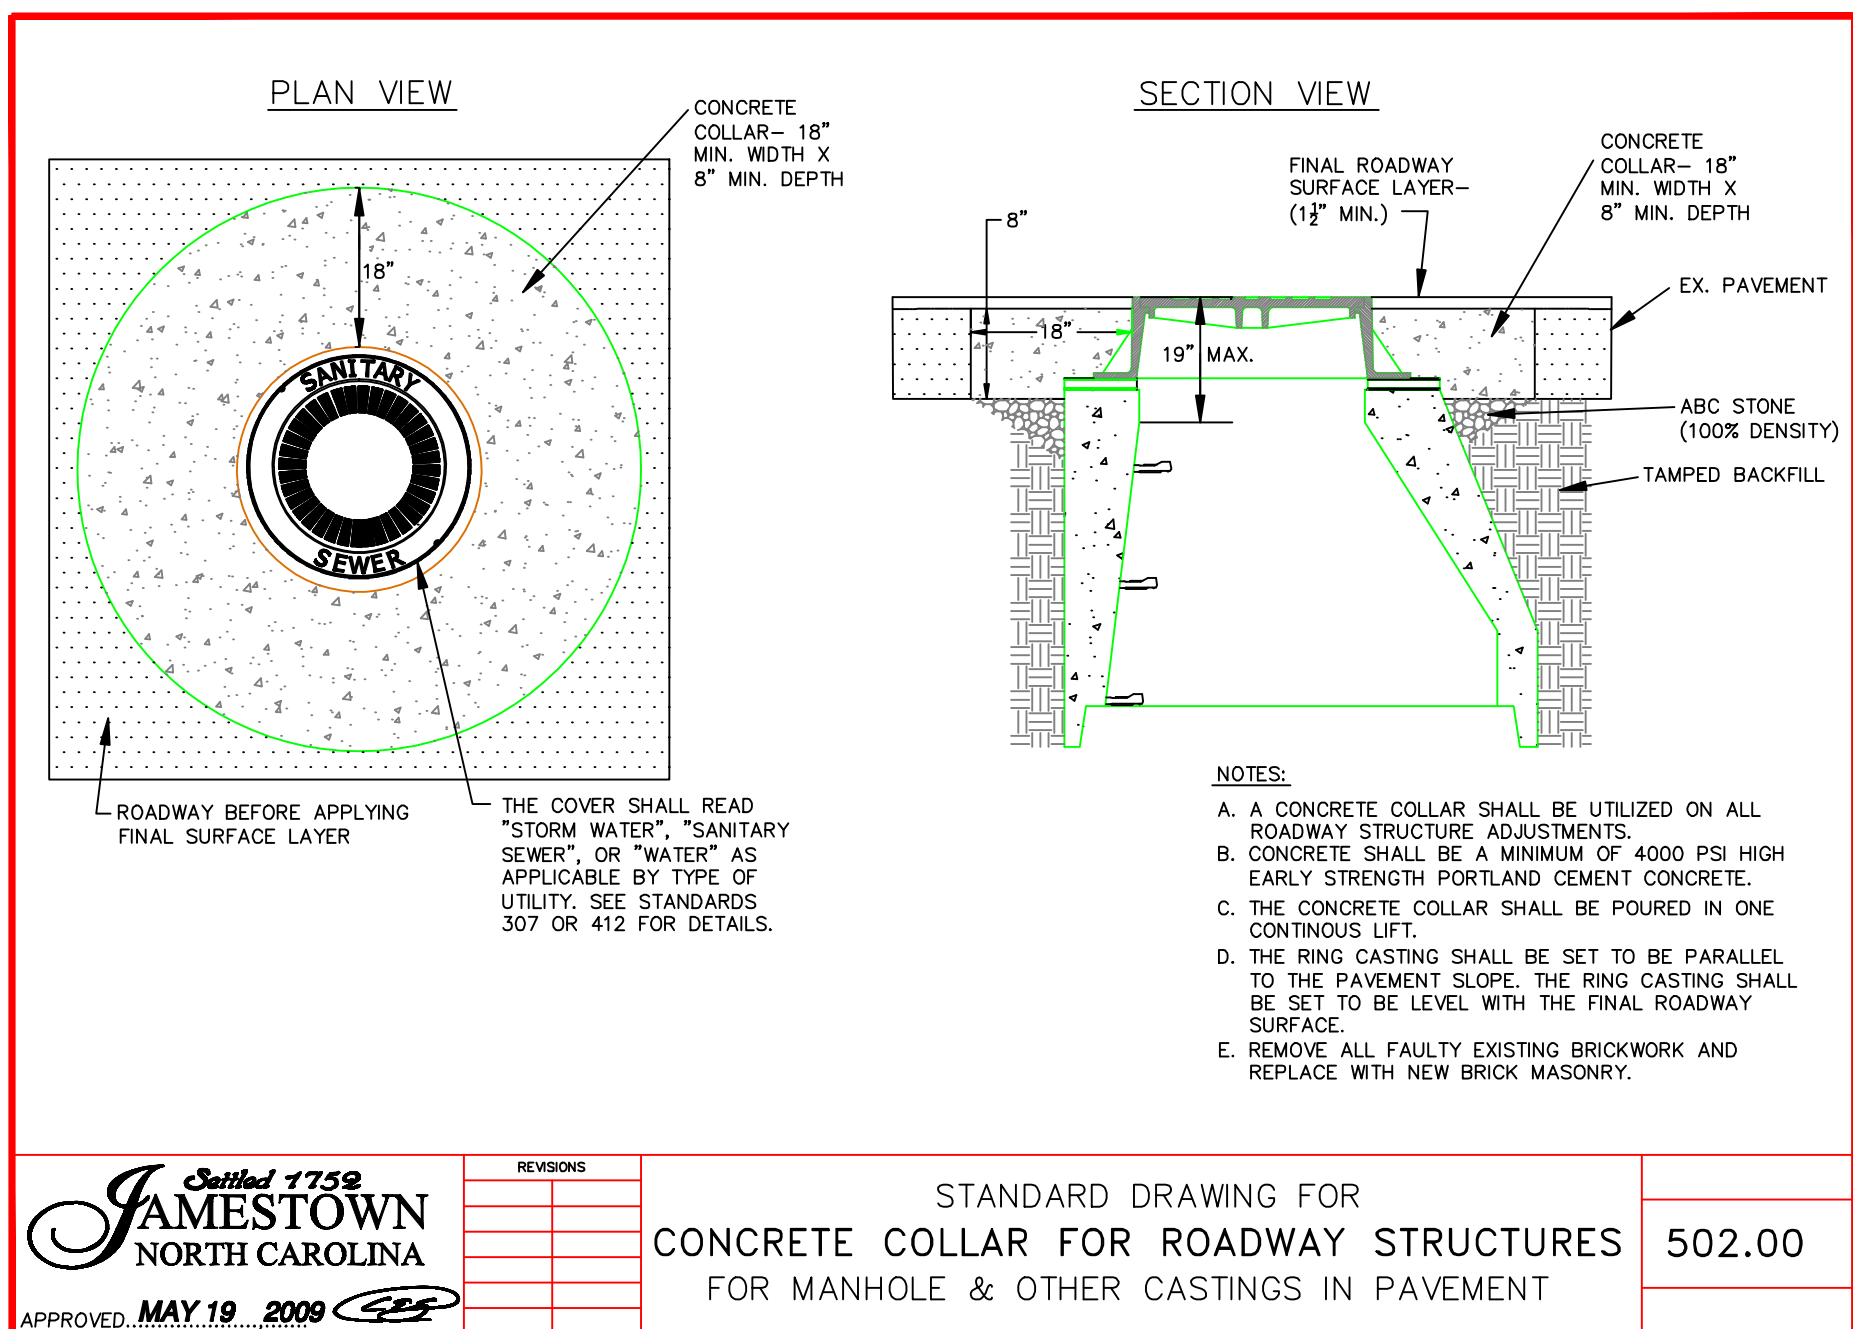 PLAN VIEW
CONCRETE
COLLAR– 18"
MIN. WIDTH X
8" MIN. DEPTH
18"
SANITARY
SEWER
ROADWAY BEFORE APPLYING
FINAL SURFACE LAYER
THE COVER SHALL READ
"STORM WATER", "SANITARY
SEWER", OR "WATER" AS
APPLICABLE BY TYPE OF
UTILITY. SEE STANDARDS
307 OR 412 FOR DETAILS.
SECTION VIEW
FINAL ROADWAY
SURFACE LAYER–
(1½" MIN.)
CONCRETE
COLLAR– 18"
MIN. WIDTH X
8" MIN. DEPTH
8"
EX. PAVEMENT
18"
19" MAX.
ABC STONE
(100% DENSITY)
TAMPED BACKFILL
NOTES:
A. A CONCRETE COLLAR SHALL BE UTILIZED ON ALL
ROADWAY STRUCTURE ADJUSTMENTS.
B. CONCRETE SHALL BE A MINIMUM OF 4000 PSI HIGH
EARLY STRENGTH PORTLAND CEMENT CONCRETE.
C. THE CONCRETE COLLAR SHALL BE POURED IN ONE
CONTINOUS LIFT.
D. THE RING CASTING SHALL BE SET TO BE PARALLEL
TO THE PAVEMENT SLOPE. THE RING CASTING SHALL
BE SET TO BE LEVEL WITH THE FINAL ROADWAY
SURFACE.
E. REMOVE ALL FAULTY EXISTING BRICKWORK AND
REPLACE WITH NEW BRICK MASONRY.
Settled 1752
JAMESTOWN
NORTH CAROLINA
APPROVED MAY 19, 2009
REVISIONS
STANDARD DRAWING FOR
CONCRETE COLLAR FOR ROADWAY STRUCTURES
FOR MANHOLE & OTHER CASTINGS IN PAVEMENT
502.00